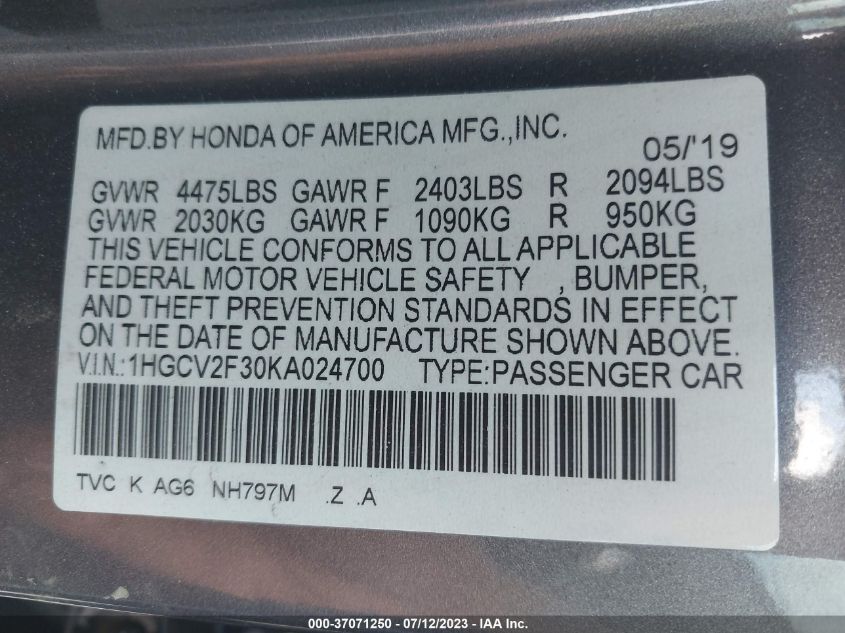 MFD.BY HONDA OF AMERICA MFG.,INC.
05/'19
GVWR 4475LBS GAWR F 2403LBS R 2094LBS
GVWR 2030KG GAWR F 1090KG R 950KG
THIS VEHICLE CONFORMS TO ALL APPLICABLE
FEDERAL MOTOR VEHICLE SAFETY , BUMPER,
AND THEFT PREVENTION STANDARDS IN EFFECT
ON THE DATE OF MANUFACTURE SHOWN ABOVE.
V.I.N.:1HGCV2F30KA024700 TYPE:PASSENGER CAR
TVC K AG6 NH797M .Z .A
000-37071250 - 07/12/2023 - IAA Inc.